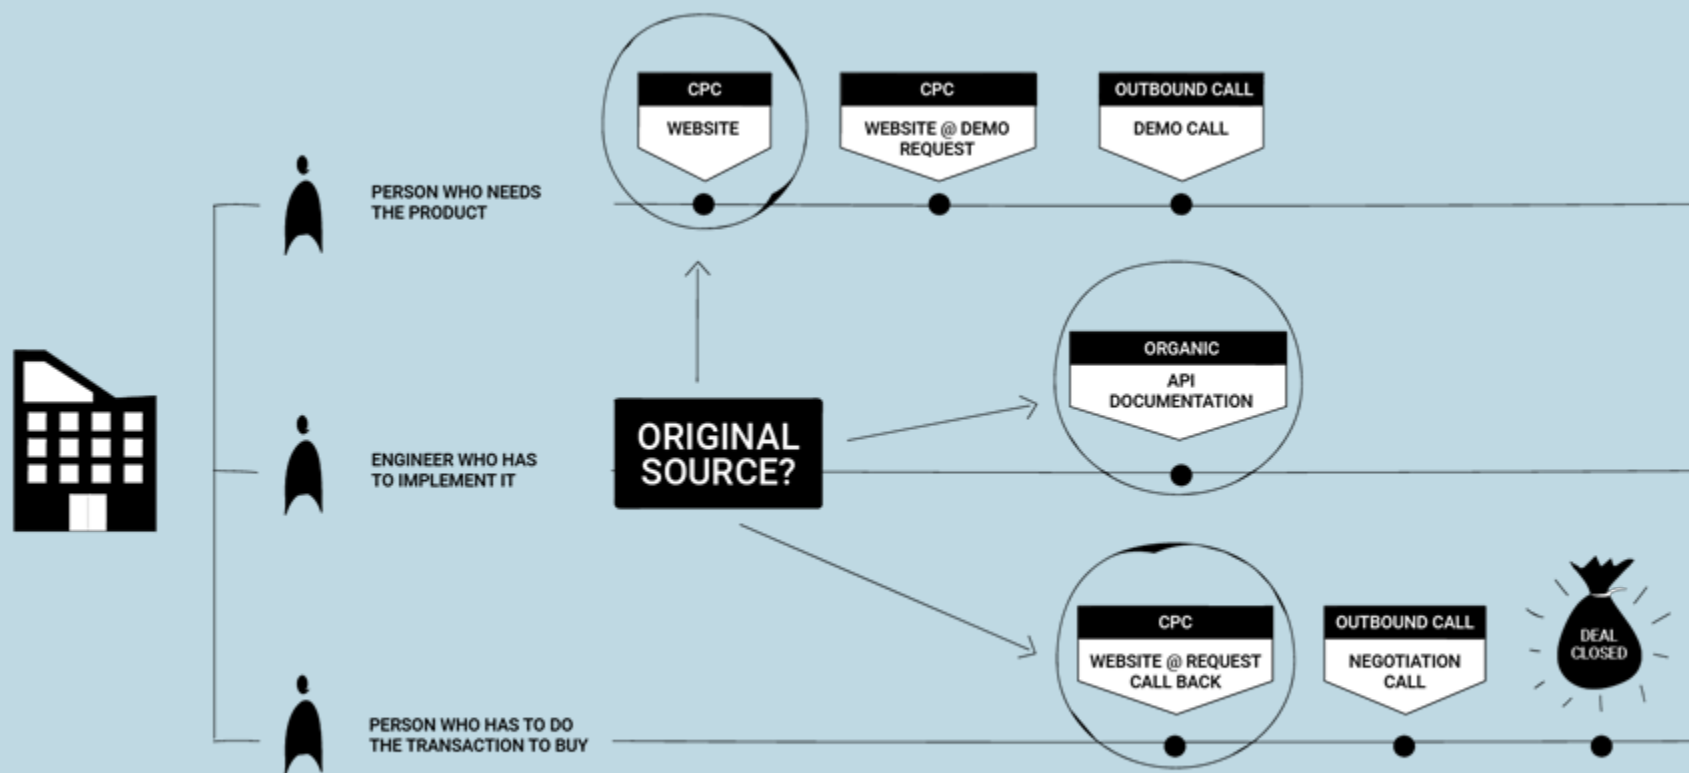 CPC
WEBSITE
CPC
WEBSITE @ DEMO
REQUEST
OUTBOUND CALL
DEMO CALL
PERSON WHO NEEDS
THE PRODUCT
ORGANIC
API
DOCUMENTATION
ENGINEER WHO HAS
TO IMPLEMENT IT
ORIGINAL
SOURCE?
CPC
WEBSITE @ REQUEST
CALL BACK
OUTBOUND CALL
NEGOTIATION
CALL
DEAL
CLOSED
PERSON WHO HAS TO DO
THE TRANSACTION TO BUY